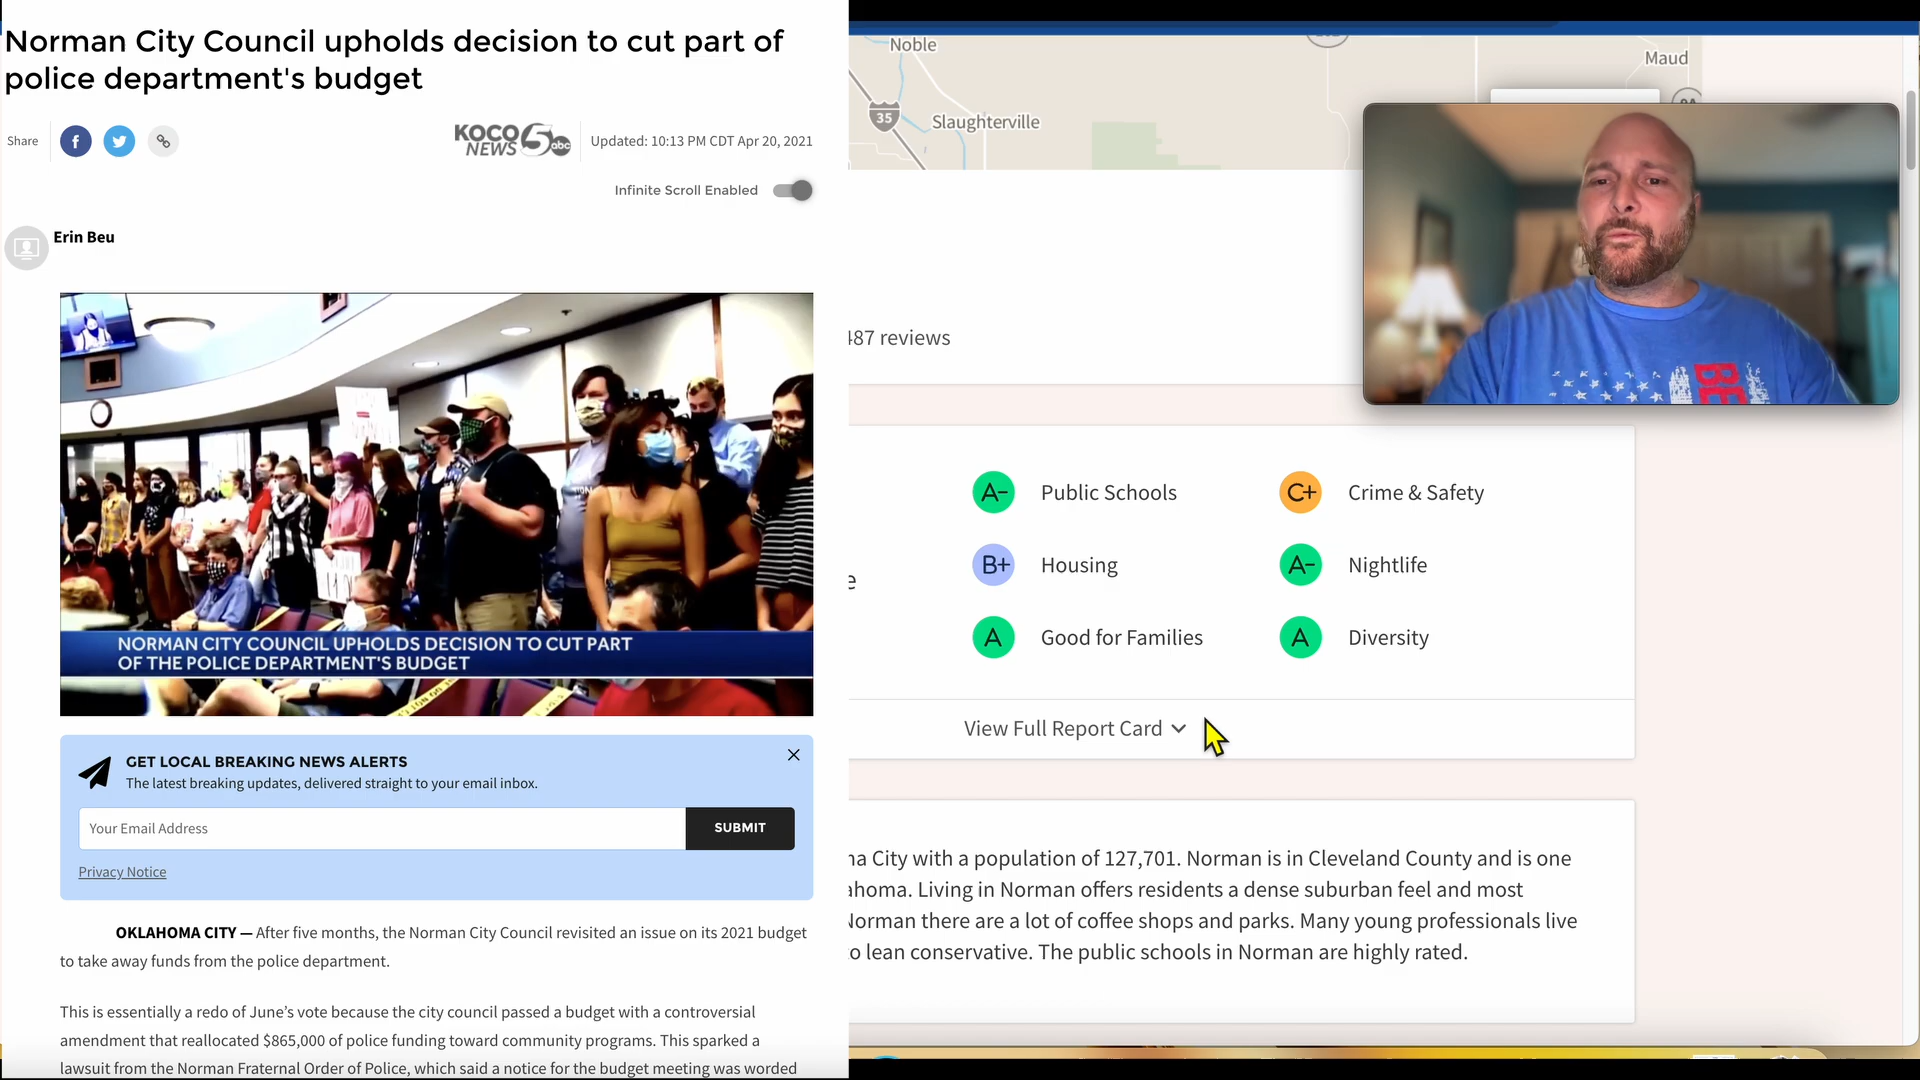 Norman City Council upholds decision to cut part of
police department's budget
Share
KOCO 5 abc
NEWS
Updated: 10:13 PM CDT Apr 20, 2021
Infinite Scroll Enabled
Erin Beu
NORMAN CITY COUNCIL UPHOLDS DECISION TO CUT PART
OF THE POLICE DEPARTMENT'S BUDGET
GET LOCAL BREAKING NEWS ALERTS
The latest breaking updates, delivered straight to your email inbox.
Your Email Address
SUBMIT
Privacy Notice
OKLAHOMA CITY — After five months, the Norman City Council revisited an issue on its 2021 budget
to take away funds from the police department.
This is essentially a redo of June's vote because the city council passed a budget with a controversial
amendment that reallocated $865,000 of police funding toward community programs. This sparked a
lawsuit from the Norman Fraternal Order of Police, which said a notice for the budget meeting was worded
Noble
Maud
35
Slaughterville
BE
487 reviews
A- Public Schools
C+ Crime & Safety
B+ Housing
A- Nightlife
A Good for Families
A Diversity
View Full Report Card
City with a population of 127,701. Norman is in Cleveland County and is one
. Living in Norman offers residents a dense suburban feel and most
Norman there are a lot of coffee shops and parks. Many young professionals live
lean conservative. The public schools in Norman are highly rated.